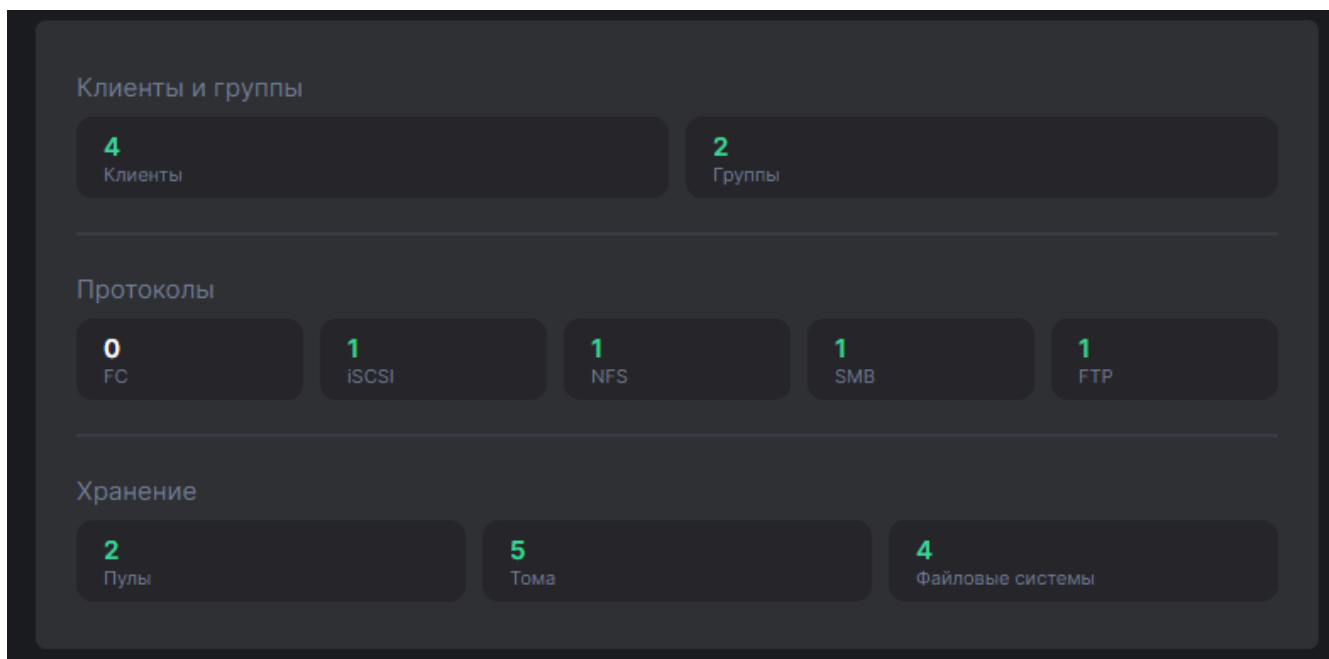 Клиенты и группы
4 2
Клиенты Группы
Протоколы
0 1 1 1 1
FC iSCSI NFS SMB FTP
Хранение
2 5 4
Пулы Тома Файловые системы